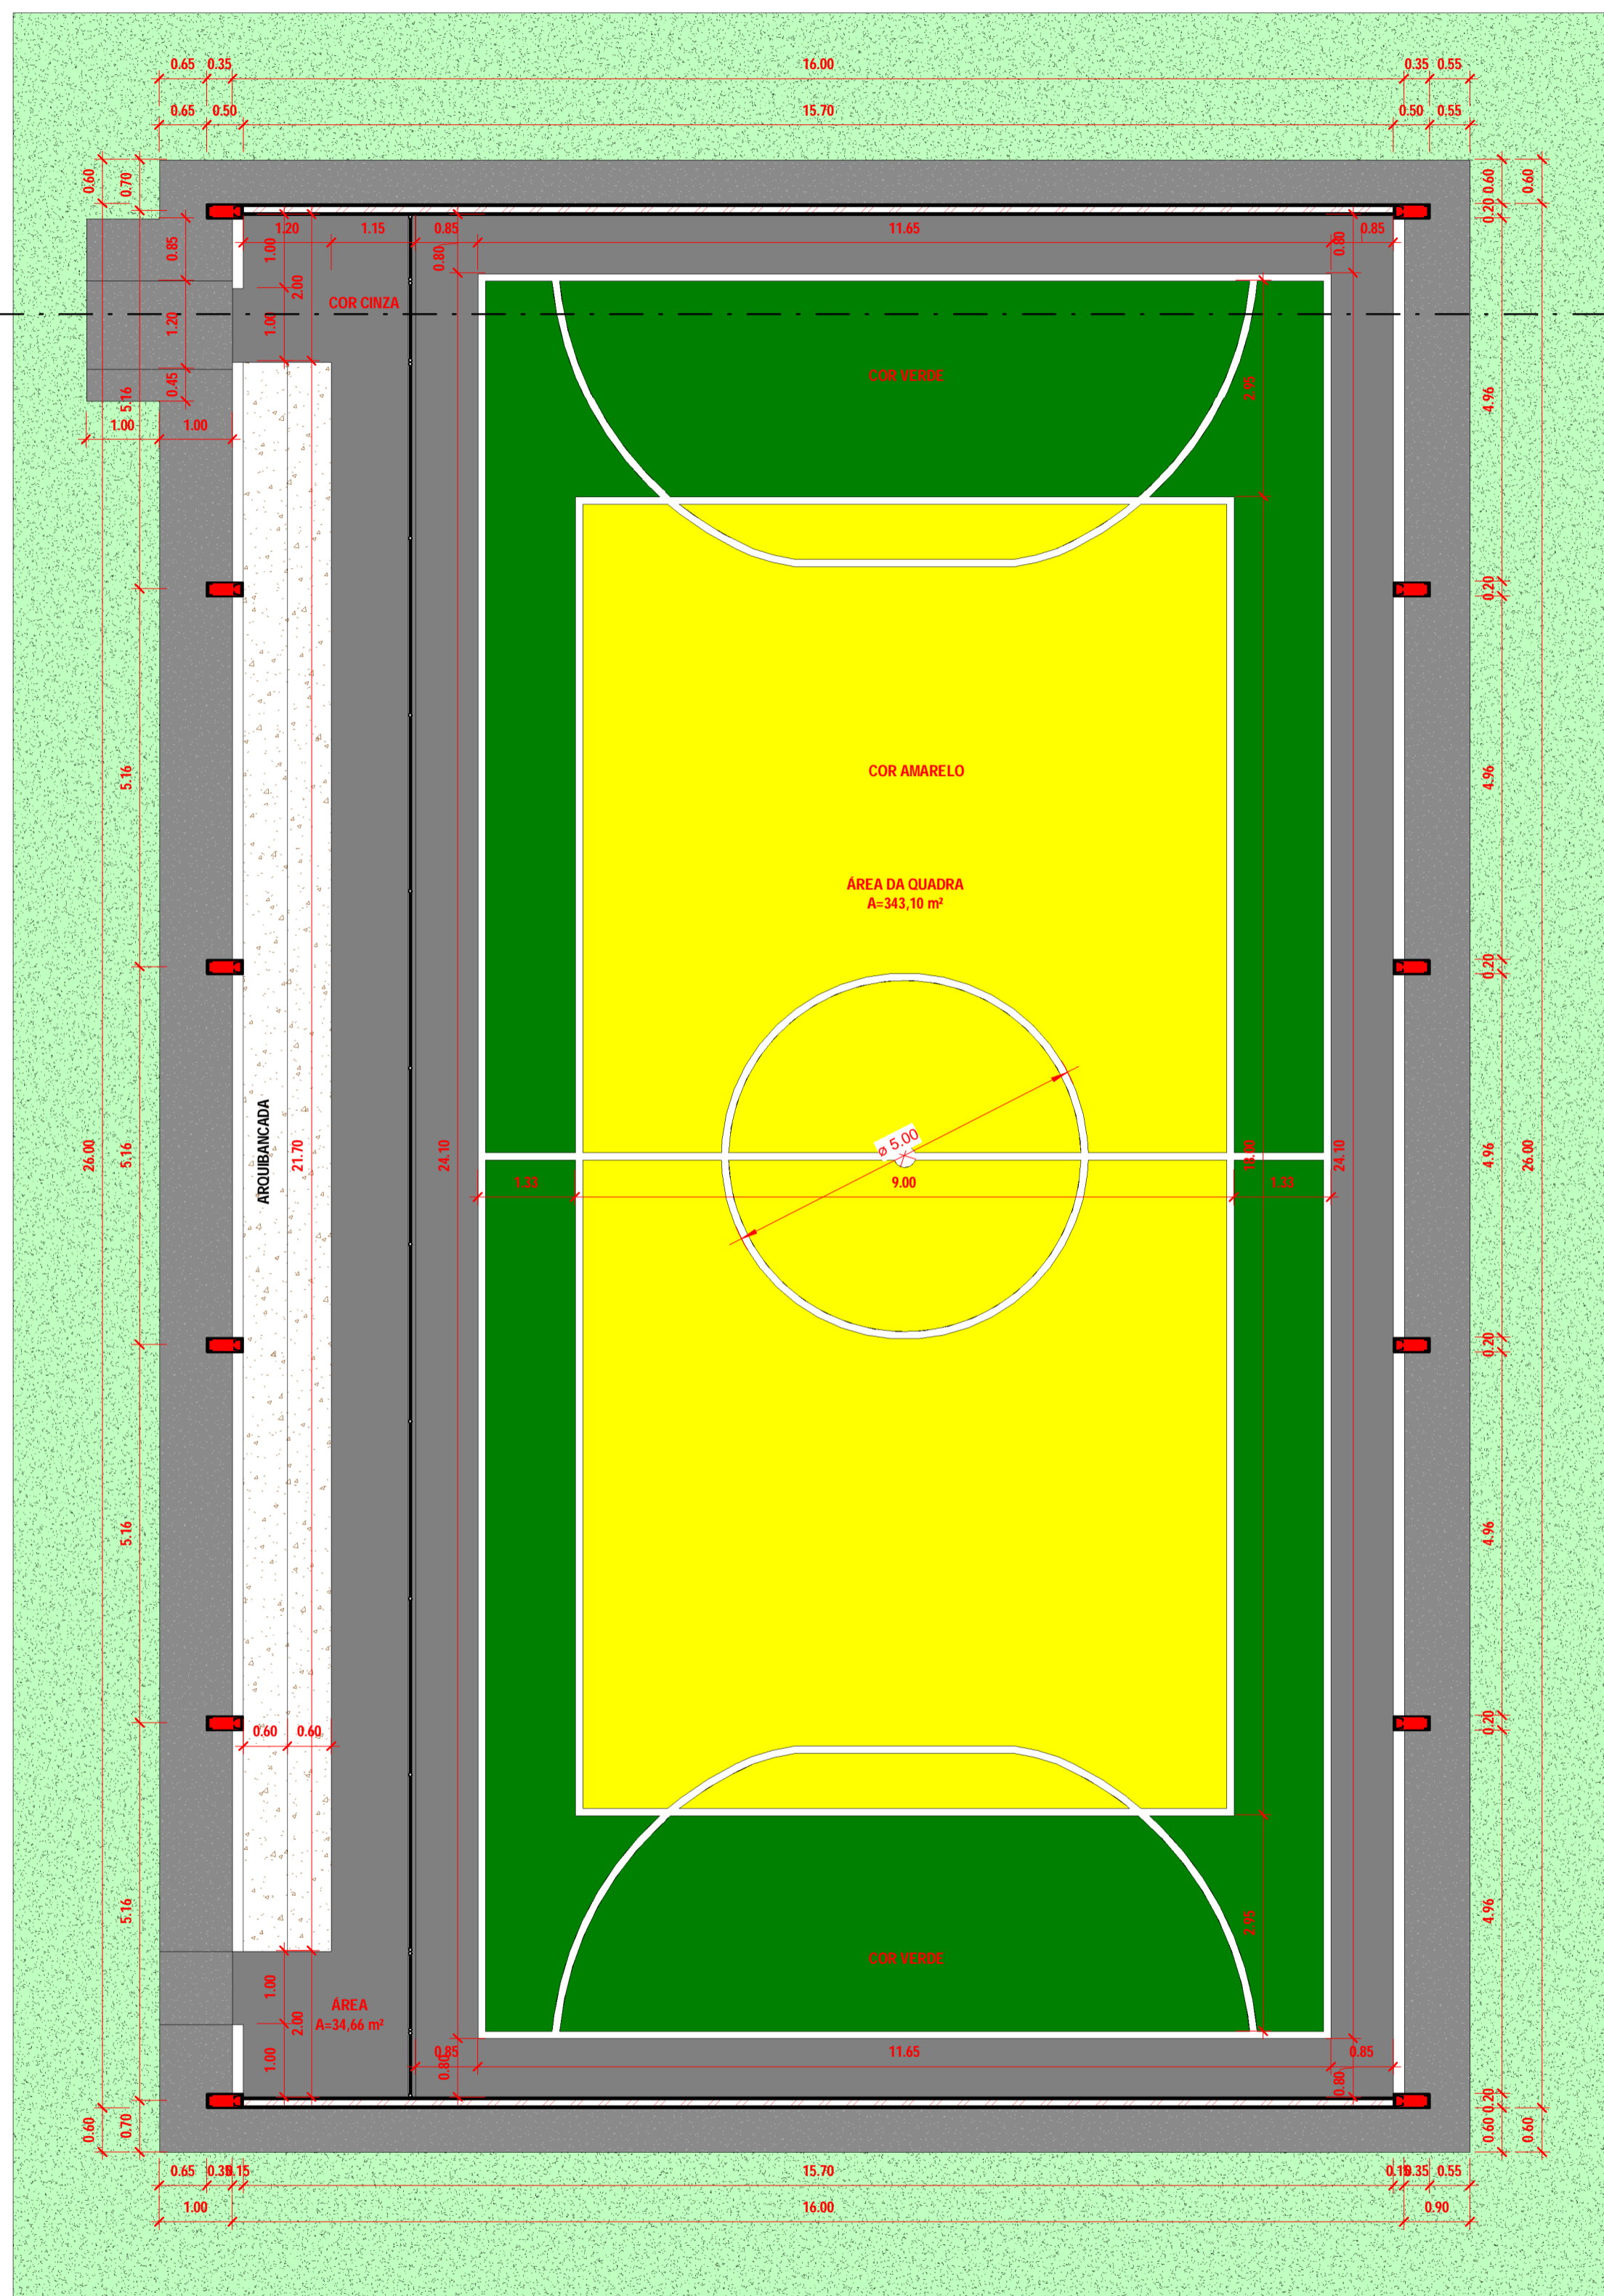 0.65 0.35 16.00 0.35 0.55
0.65 0.50 15.70 0.50 0.55
0.60 0.70 0.60 0.60
0.20
1.20 1.15 0.85 11.65 0.85
1.00 0.80 0.80
0.85
2.00
COR CINZA
1.20 1.00
COR VERDE
0.45 5.16 2.95 4.96
1.00 1.00
0.20
COR AMARELO
5.16 4.96
ÁREA DA QUADRA
A=343,10 m²
0.20
ø 5.00
26.00 5.16 ARQUIBANCADA 21.70 24.10 18.00 24.10 4.96 26.00
1.33 9.00 1.33
0.20
5.16 4.96
0.20
0.60 0.60
5.16 2.95 4.96
COR VERDE
1.00
ÁREA
A=34,66 m²
2.00
1.00 0.85 11.65 0.85
0.80 0.80
0.20
0.60 0.70 0.60 0.60
0.65 0.35 0.15 15.70 0.15 0.35 0.55
1.00 16.00 0.90